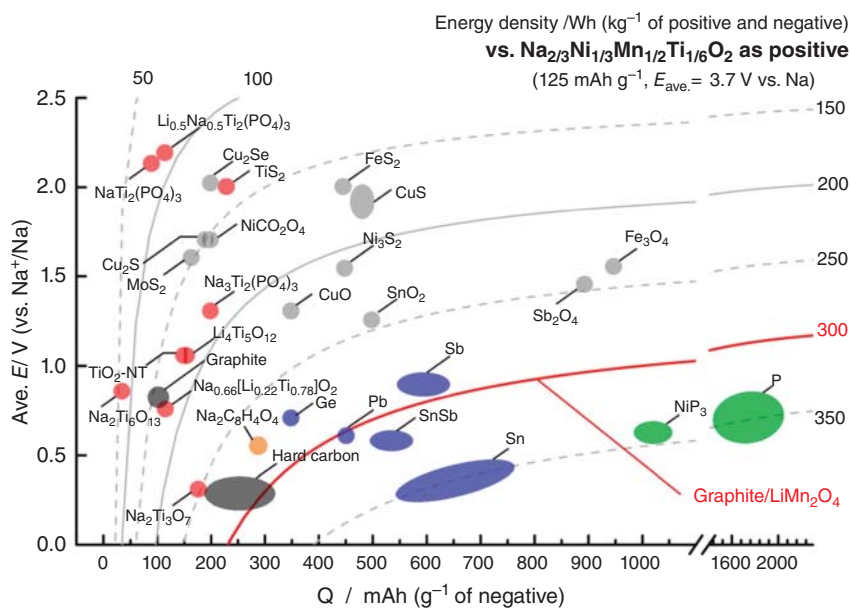 Energy density /Wh (kg⁻¹ of positive and negative)
vs. Na₂/₃Ni₁/₃Mn₁/₂Ti₁/₆O₂ as positive
(125 mAh g⁻¹, E_ave.= 3.7 V vs. Na)
50
100
2.5
150
Li₀.₅Na₀.₅Ti₂(PO₄)₃
Cu₂Se
TiS₂
FeS₂
CuS
NaTi₂(PO₄)₃
2.0
200
NiCO₂O₄
Cu₂S
MoS₂
Ni₃S₂
Fe₃O₄
250
1.5
Na₃Ti₂(PO₄)₃
CuO
SnO₂
Sb₂O₄
Li₄Ti₅O₁₂
300
Graphite
TiO₂-NT
1.0
Sb
Na₀.₆₆[Li₀.₂₂Ti₀.₇₈]O₂
Na₂Ti₆O₁₃
Na₂C₈H₄O₄
Ge
Pb
SnSb
NiP₃
P
350
0.5
Hard carbon
Sn
Na₂Ti₃O₇
Graphite/LiMn₂O₄
0.0
0
100
200
300
400
500
600
700
800
900
1000
1600
2000
Ave. E/ V (vs. Na⁺/Na)
Q / mAh (g⁻¹ of negative)